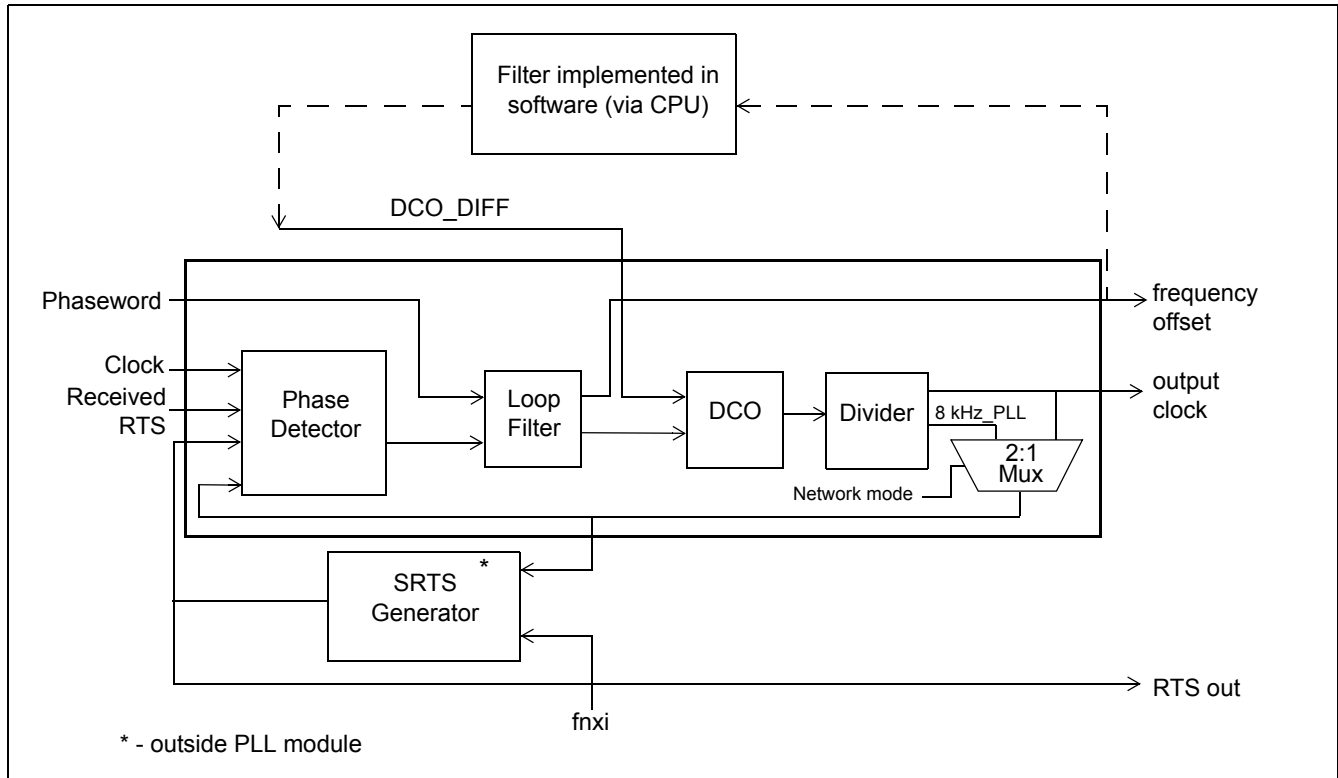 Filter implemented in
software (via CPU)
DCO_DIFF
Phaseword
frequency
offset
Clock
Received
RTS
Phase
Detector
Loop
Filter
DCO
Divider
8 kHz_PLL
output
clock
2:1
Mux
Network mode
SRTS
Generator
*
RTS out
fnxi
* - outside PLL module